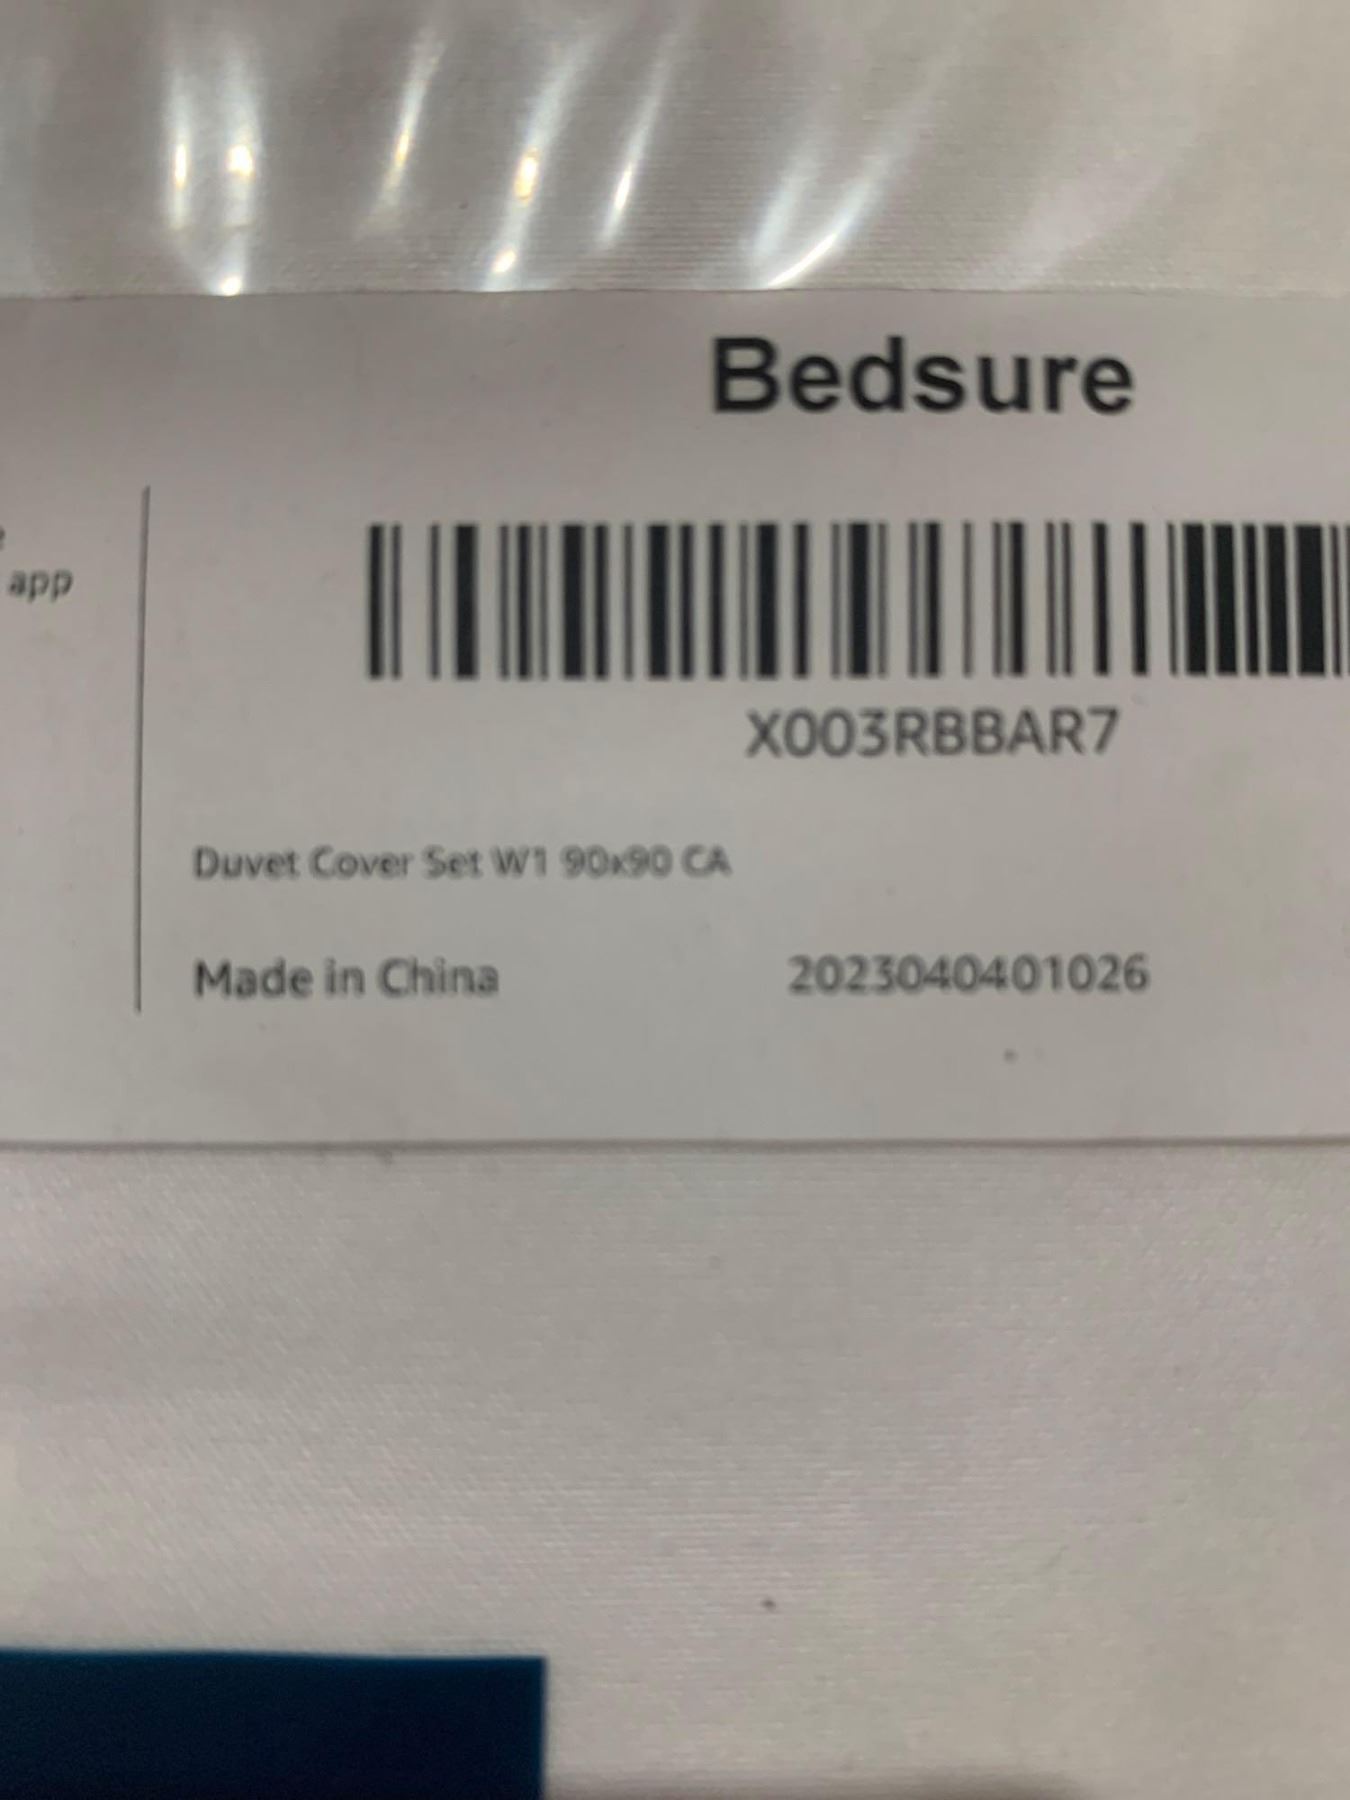 Bedsure
app
X003RBBAR7
Duvet Cover Set W1 90x90 CA
Made in China 2023040401026